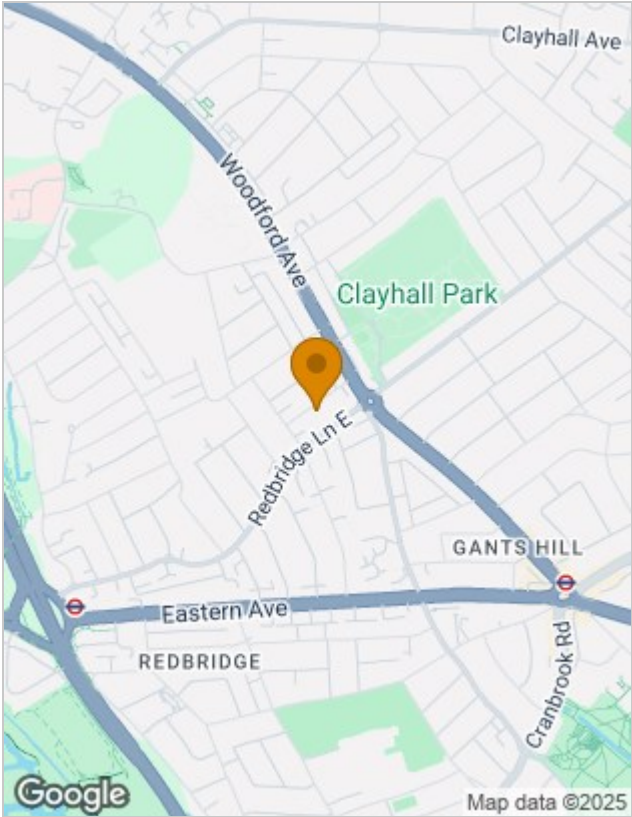 Clayhall Ave
Woodford Ave
Clayhall Park
Redbridge Ln E
GANTS HILL
Eastern Ave
REDBRIDGE
Cranbrook Rd
Google
Map data ©2025